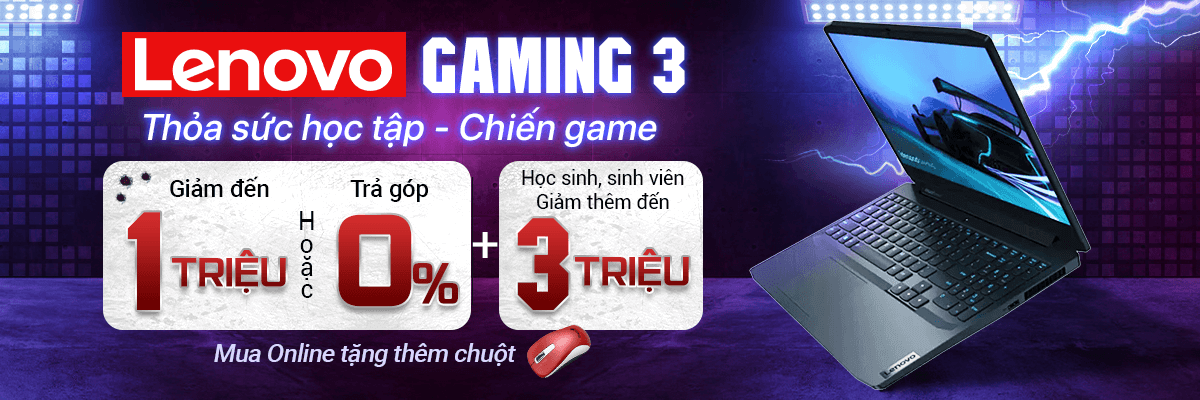 Lenovo GAMING 3
Thỏa sức học tập - Chiến game
Giảm đến
1 TRIỆU
Hoặc
Trả góp
0%
+
Học sinh, sinh viên
Giảm thêm đến
3 TRIỆU
Mua Online tặng thêm chuột
Lenovo